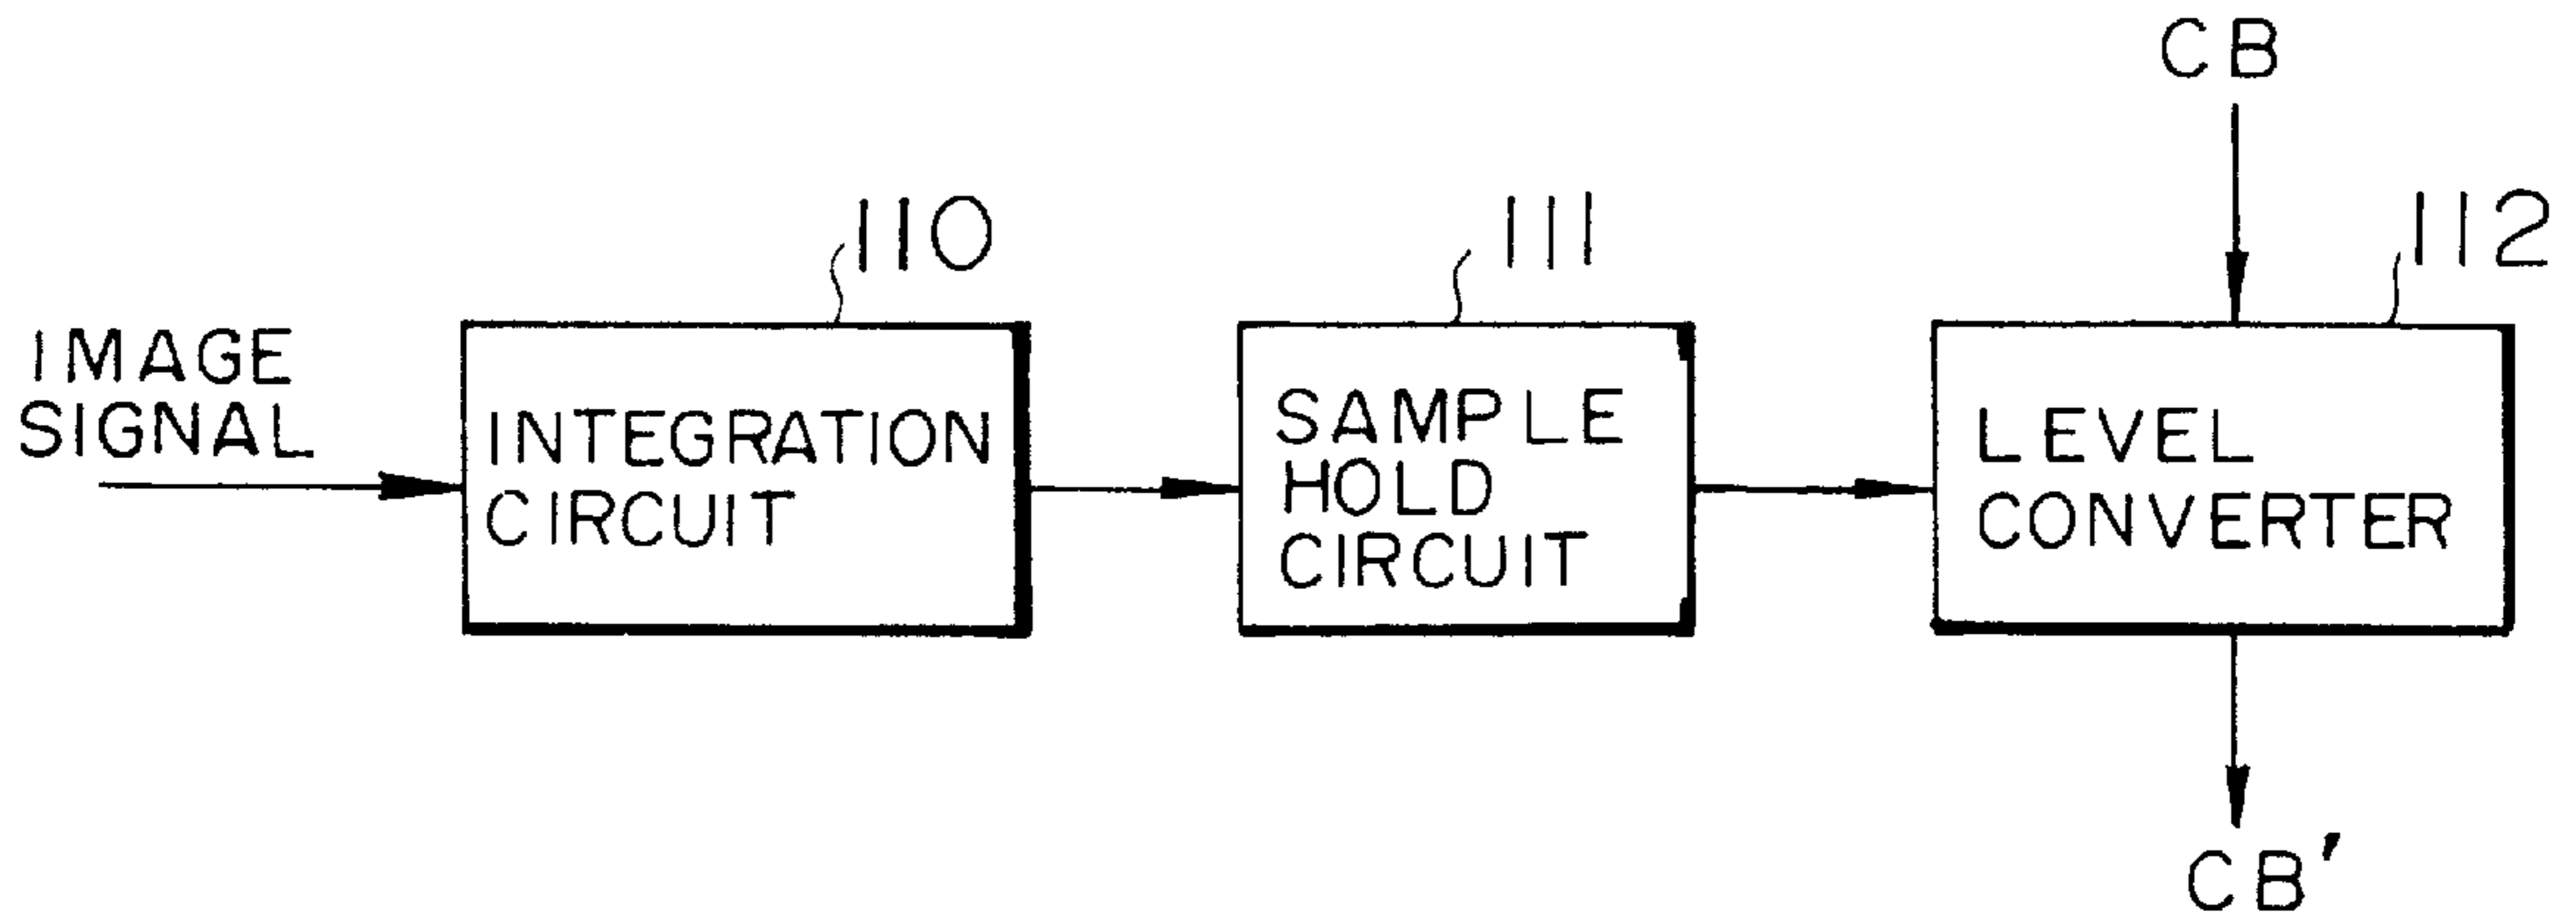 CB
110
111
112
IMAGE
SIGNAL
INTEGRATION
CIRCUIT
SAMPLE
HOLD
CIRCUIT
LEVEL
CONVERTER
CB'